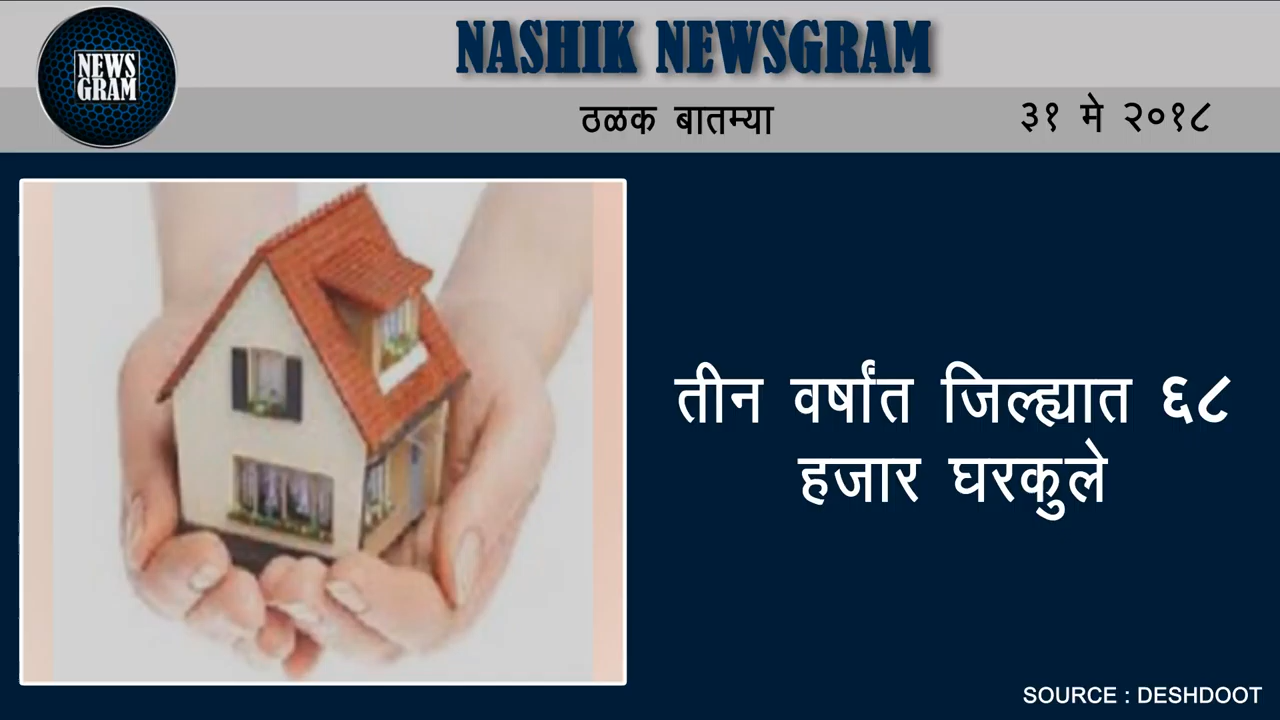 NEWS
GRAM
NASHIK NEWSGRAM
ठळक बातम्या
३१ मे २०१८
तीन वर्षांत जिल्ह्यात ६८
हजार घरकुले
SOURCE : DESHDOOT